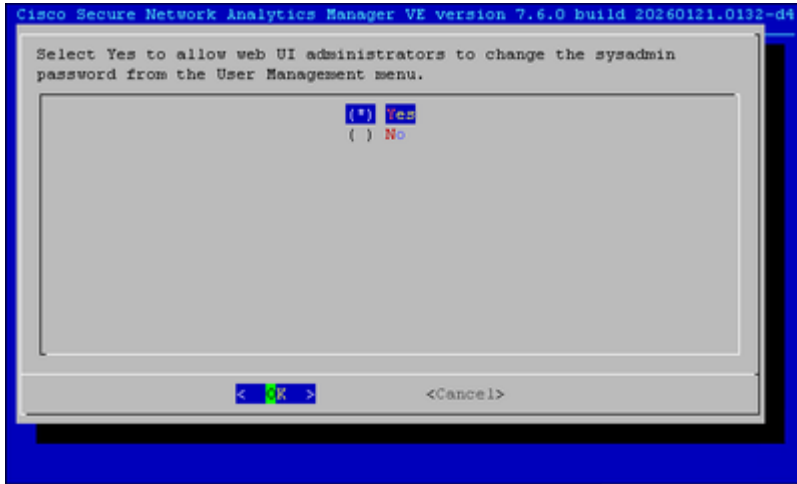 Cisco Secure Network Analytics Manager VE version 7.6.0 build 20260121.0132-d4
Select Yes to allow web UI administrators to change the sysadmin
password from the User Management menu.
(*) Yes
( ) No
< OK > <Cancel>